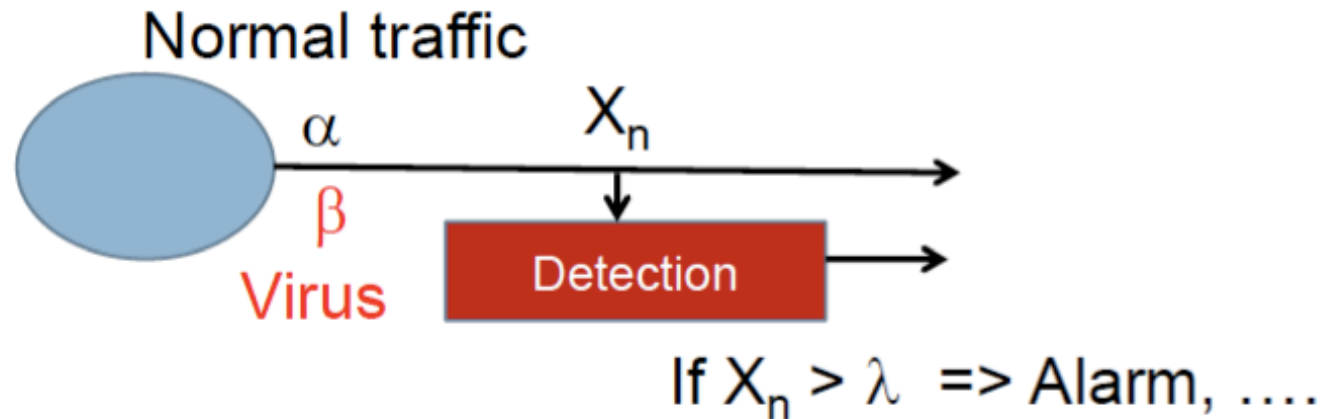 Normal traffic
α
Xₙ
β
Virus
Detection
If Xₙ > λ => Alarm, ....